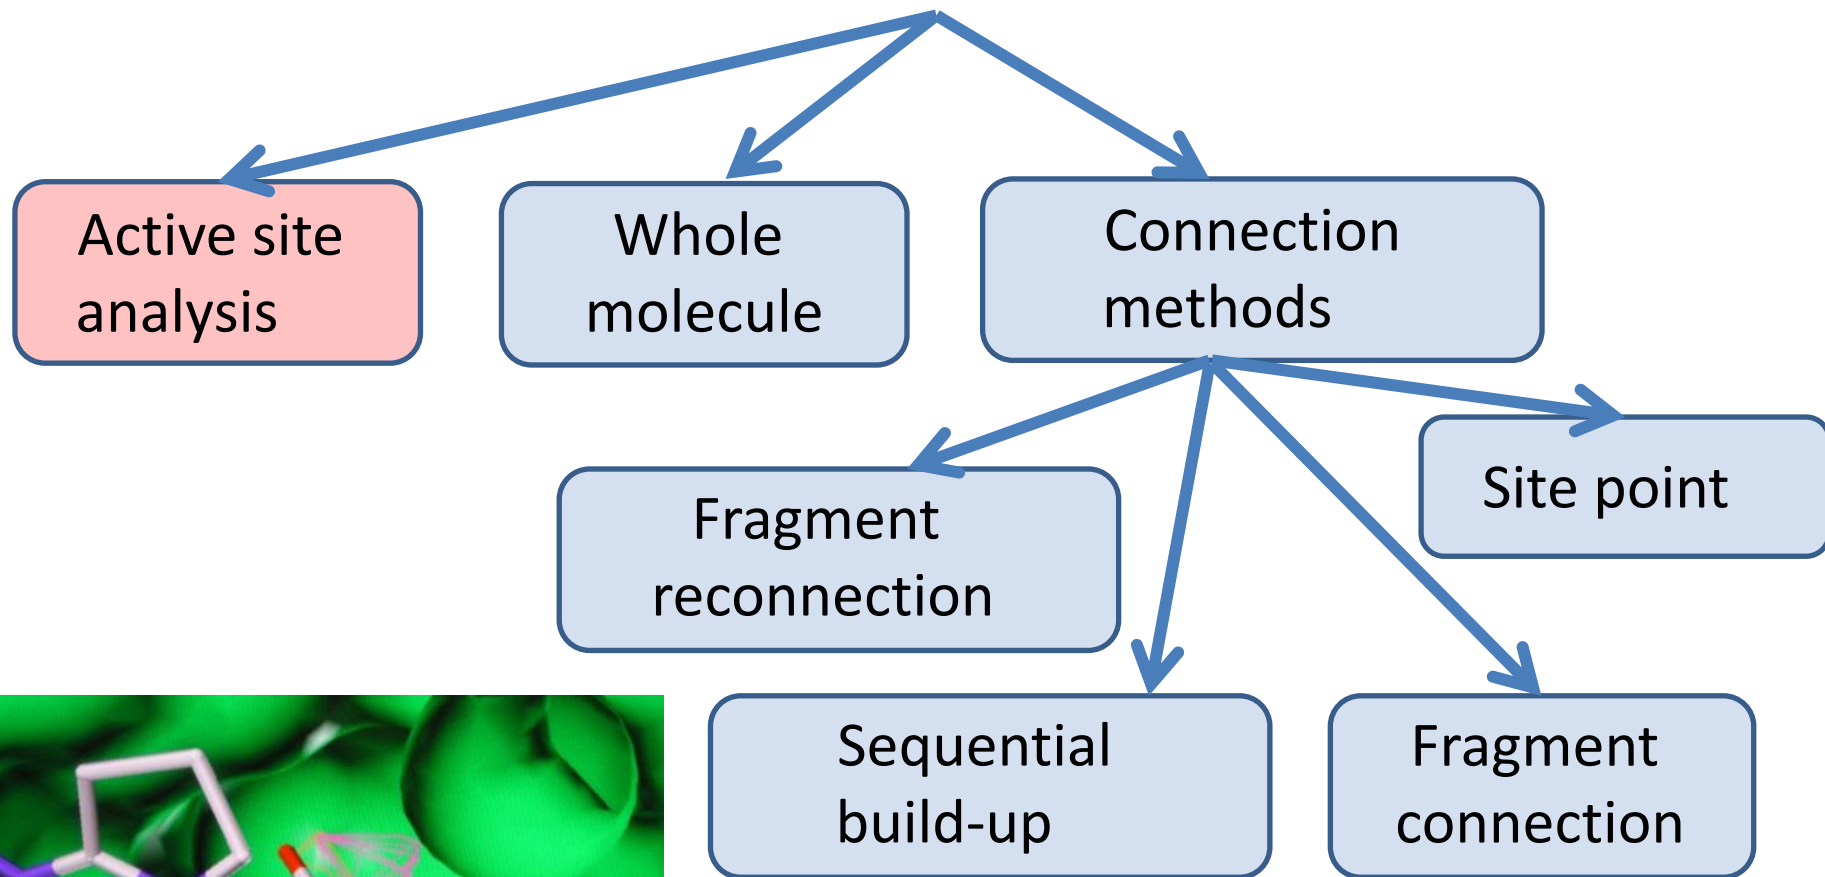 Active site
analysis
Whole
molecule
Connection
methods
Site point
Fragment
reconnection
Sequential
build-up
Fragment
connection